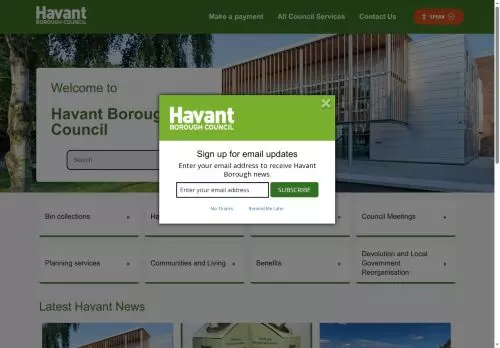 Havant
BOROUGH COUNCIL
Make a payment
All Council Services
Contact Us
SPEAK
Welcome to
Havant Boroug
Council
Search
Havant
BOROUGH COUNCIL
Sign up for email updates
Enter your email address to receive Havant
Borough news.
Enter your email address
SUBSCRIBE
No Thanks
Remind Me Later
Bin collections
Council Meetings
Planning services
Communities and Living
Benefits
Devolution and Local
Government
Reorganisation
Latest Havant News